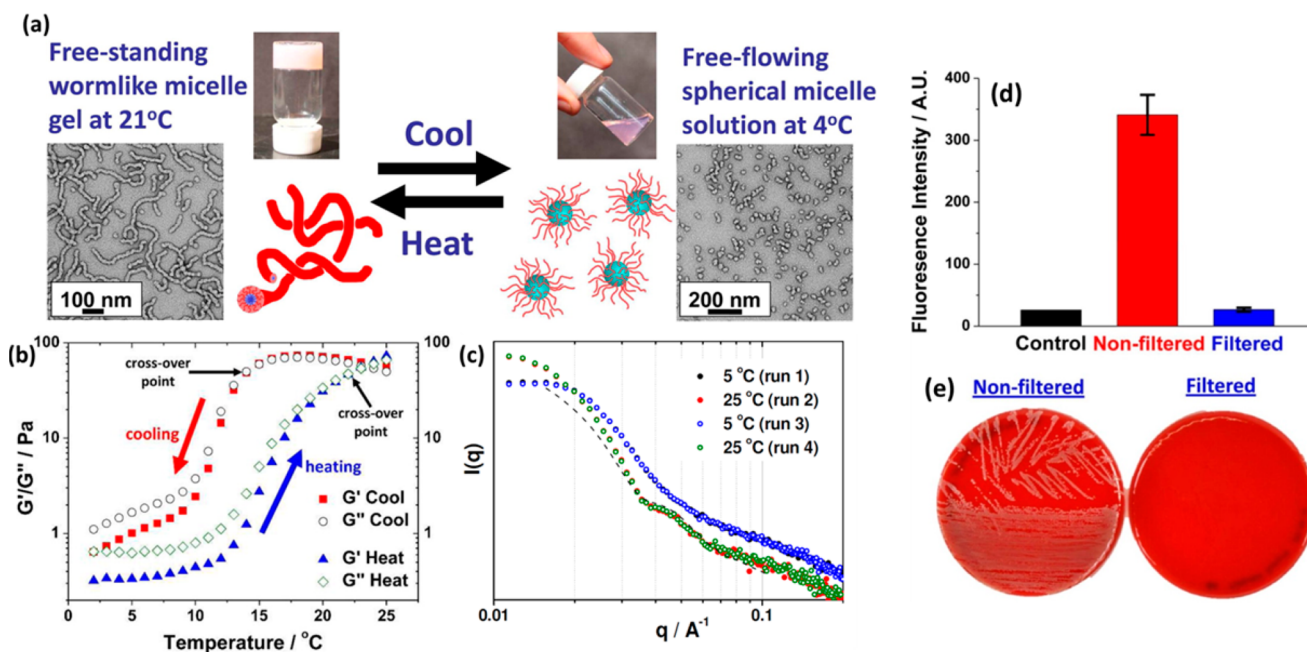 (a)
Free-standing
wormlike micelle
gel at 21°C
Cool
Heat
Free-flowing
spherical micelle
solution at 4°C
100 nm
200 nm
(b)
G'/G'' / Pa
100
10
1
100
10
1
cross-over
point
cooling
cross-over
point
heating
G' Cool
G'' Cool
G' Heat
G'' Heat
0 5 10 15 20 25
Temperature / °C
(c)
I(q)
5 °C (run 1)
25 °C (run 2)
5 °C (run 3)
25 °C (run 4)
0.01 0.1
q / A⁻¹
(d)
Fluorescence Intensity / A.U.
400
300
200
100
0
Control Non-filtered Filtered
(e)
Non-filtered Filtered